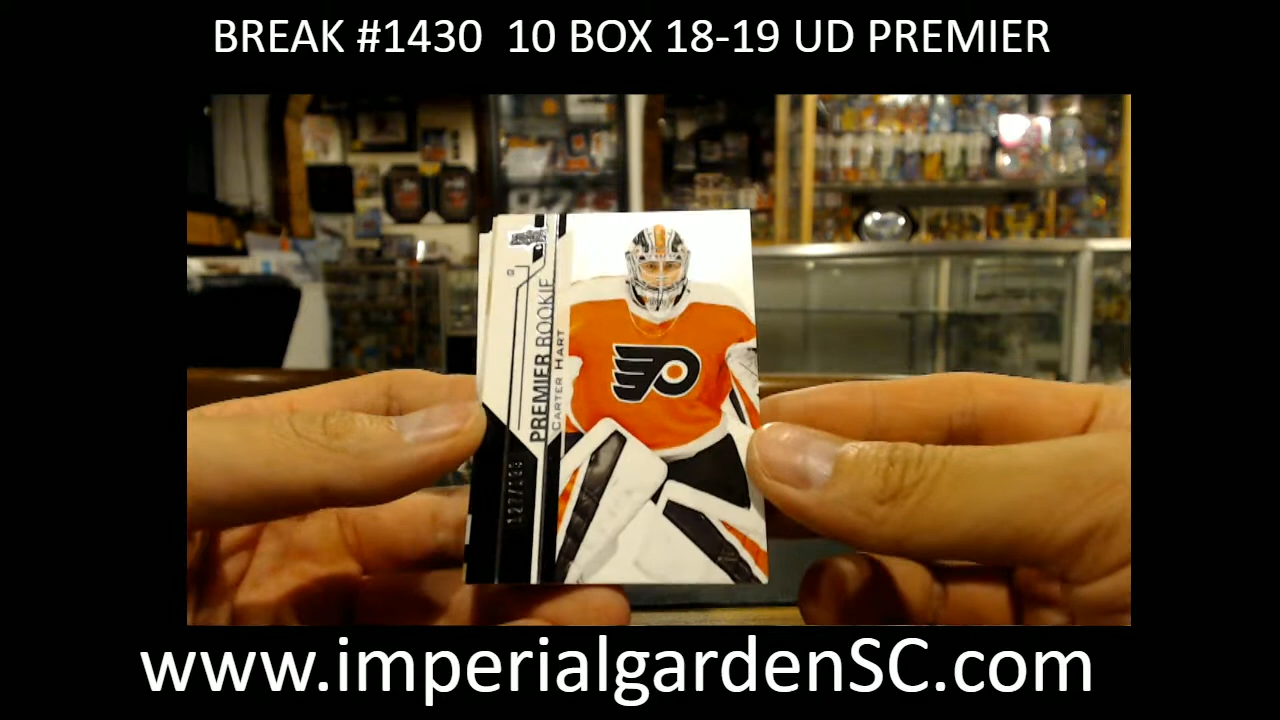 BREAK #1430 10 BOX 18-19 UD PREMIER
PREMIER ROOKIE
CARTER HART
www.imperialgardenSC.com